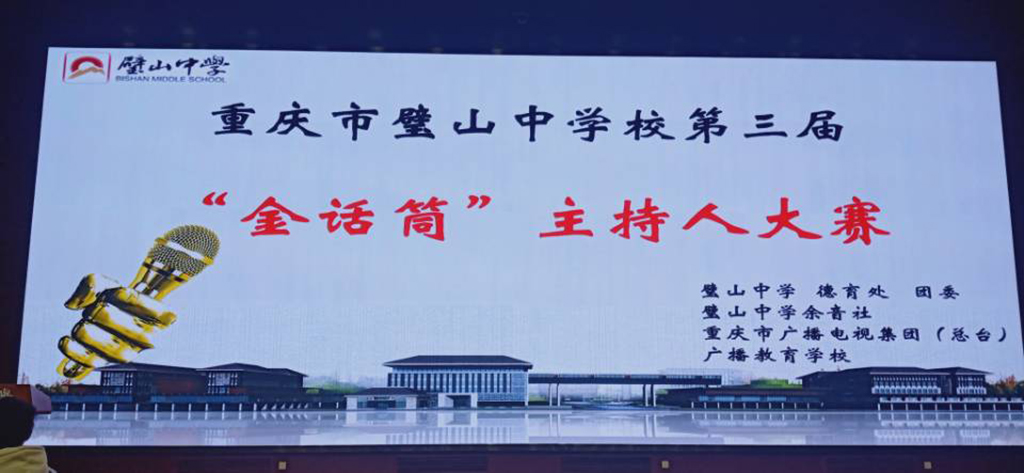 璧山中學
BISHAN MIDDLE SCHOOL
重庆市璧山中学校第三届
“金话筒”主持人大赛
璧山中学 德育处 团委
璧山中学余音社
重庆市广播电视集团（总台）
广播教育学校